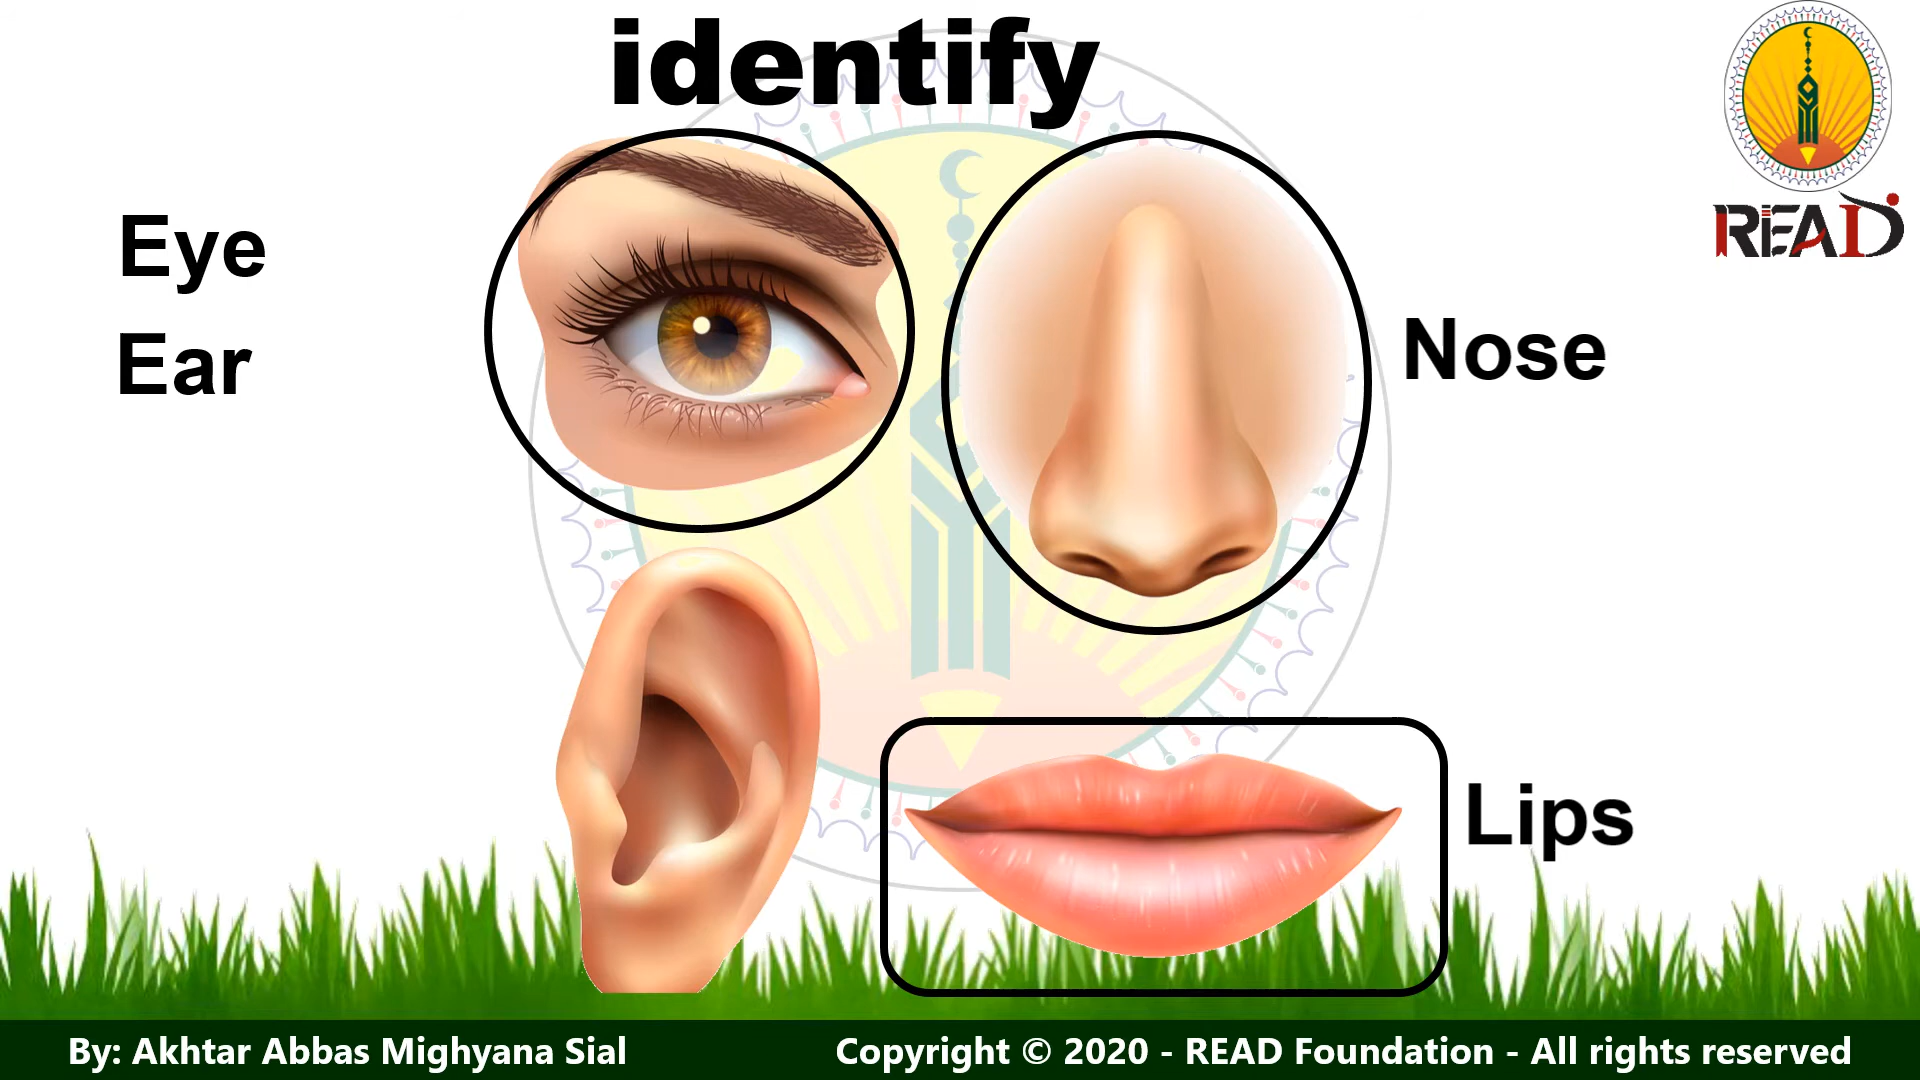 identify
READ
Eye
Ear
Nose
Lips
By: Akhtar Abbas Mighyana Sial
Copyright © 2020 - READ Foundation - All rights reserved